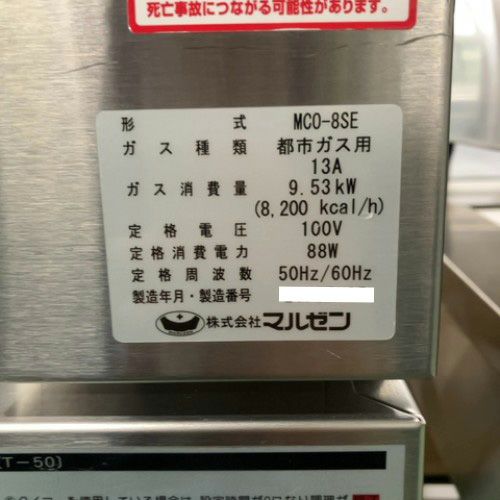 死亡事故につながる可能性があります。
形式 MCO-8SE
ガス種類 都市ガス用
13A
ガス消費量 9.53kW
(8,200 kcal/h)
定格電圧 100V
定格消費電力 88W
定格周波数 50Hz/60Hz
製造年月・製造番号
株式会社マルゼン
(T-50)